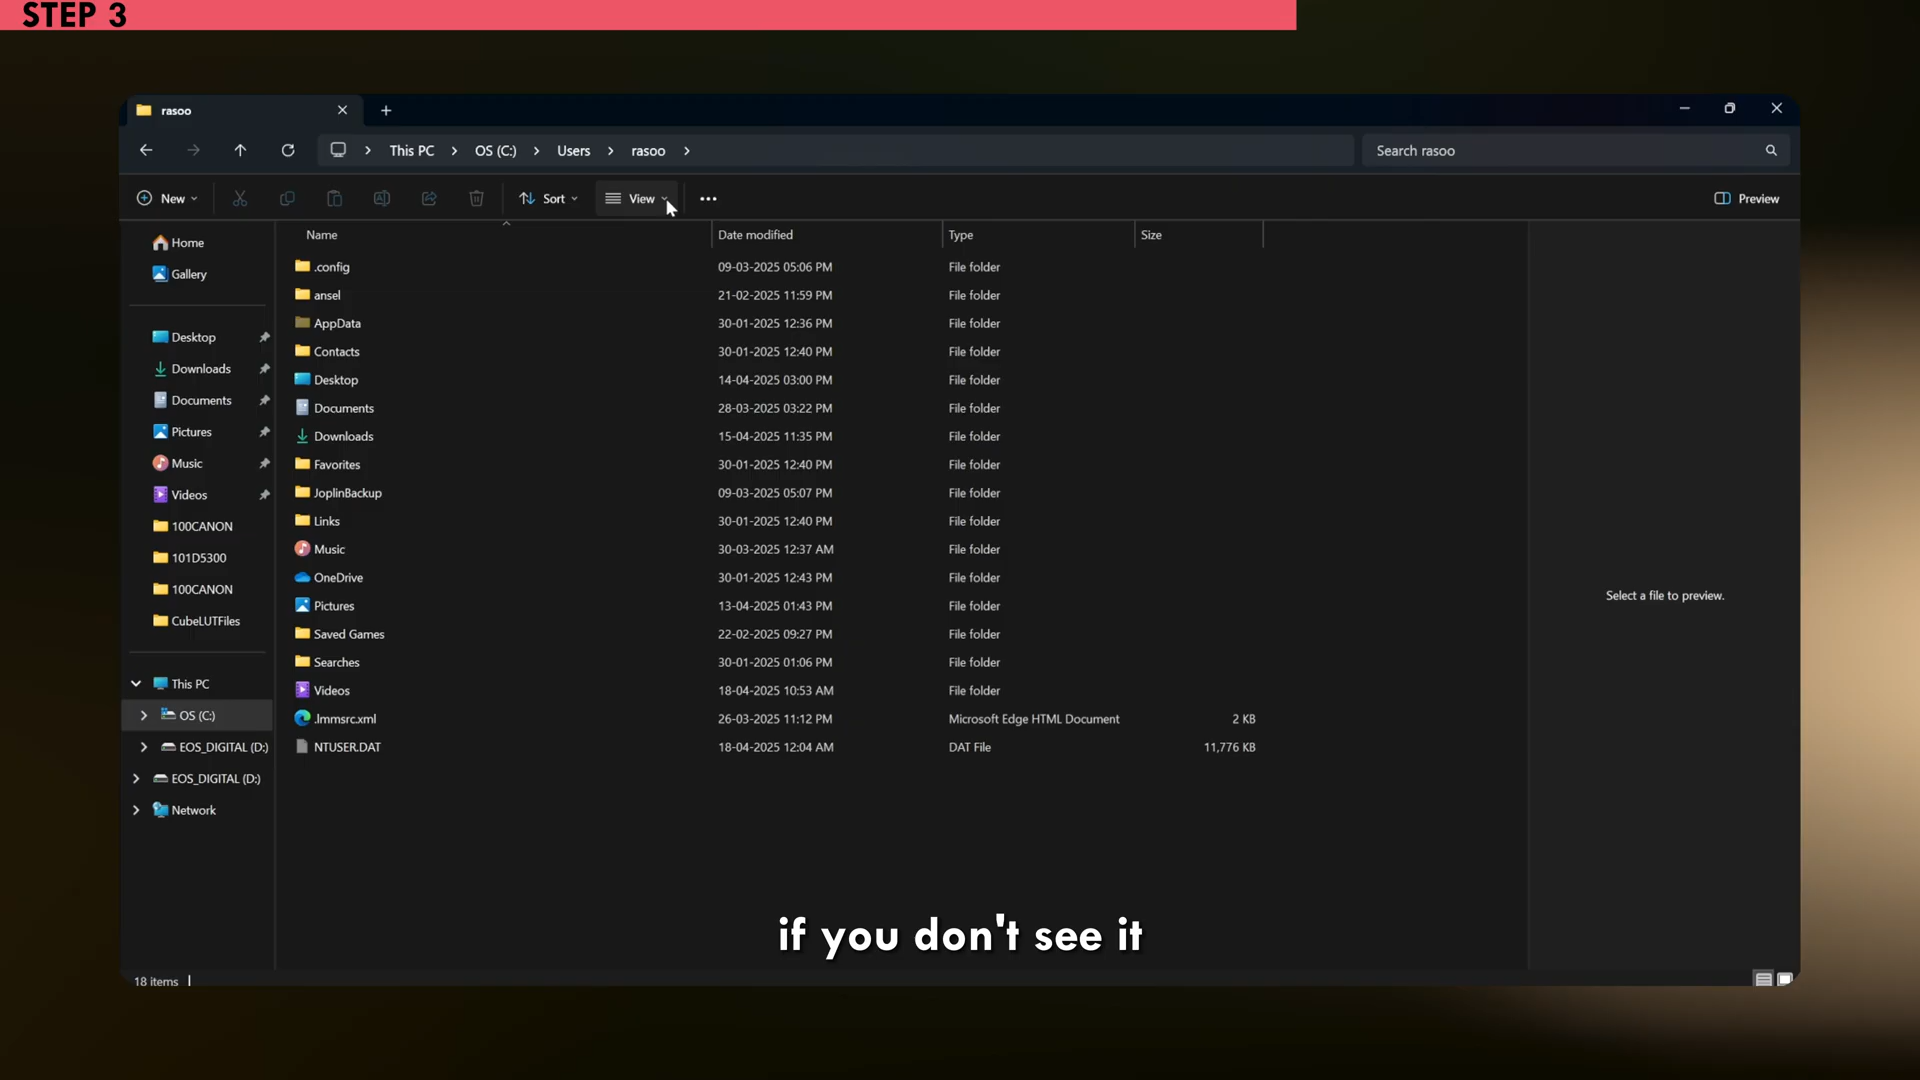 STEP 3
rasoo
This PC > OS (C:) > Users > rasoo >
Search rasoo
New
Sort
View
Preview
Name Date modified Type Size
Home
Gallery
Desktop
Downloads
Documents
Pictures
Music
Videos
100CANON
101D5300
100CANON
CubeLUTFiles
This PC
OS (C:)
EOS_DIGITAL (D:)
EOS_DIGITAL (D:)
Network
.config 09-03-2025 05:06 PM File folder
ansel 21-02-2025 11:59 PM File folder
AppData 30-01-2025 12:36 PM File folder
Contacts 30-01-2025 12:40 PM File folder
Desktop 14-04-2025 03:00 PM File folder
Documents 28-03-2025 03:22 PM File folder
Downloads 15-04-2025 11:35 PM File folder
Favorites 30-01-2025 12:40 PM File folder
JoplinBackup 09-03-2025 05:07 PM File folder
Links 30-01-2025 12:40 PM File folder
Music 30-03-2025 12:37 AM File folder
OneDrive 30-01-2025 12:43 PM File folder
Pictures 13-04-2025 01:43 PM File folder
Saved Games 22-02-2025 09:27 PM File folder
Searches 30-01-2025 01:06 PM File folder
Videos 18-04-2025 10:53 AM File folder
.lmmsrc.xml 26-03-2025 11:12 PM Microsoft Edge HTML Document 2 KB
NTUSER.DAT 18-04-2025 12:04 AM DAT File 11,776 KB
Select a file to preview.
if you don't see it
18 items